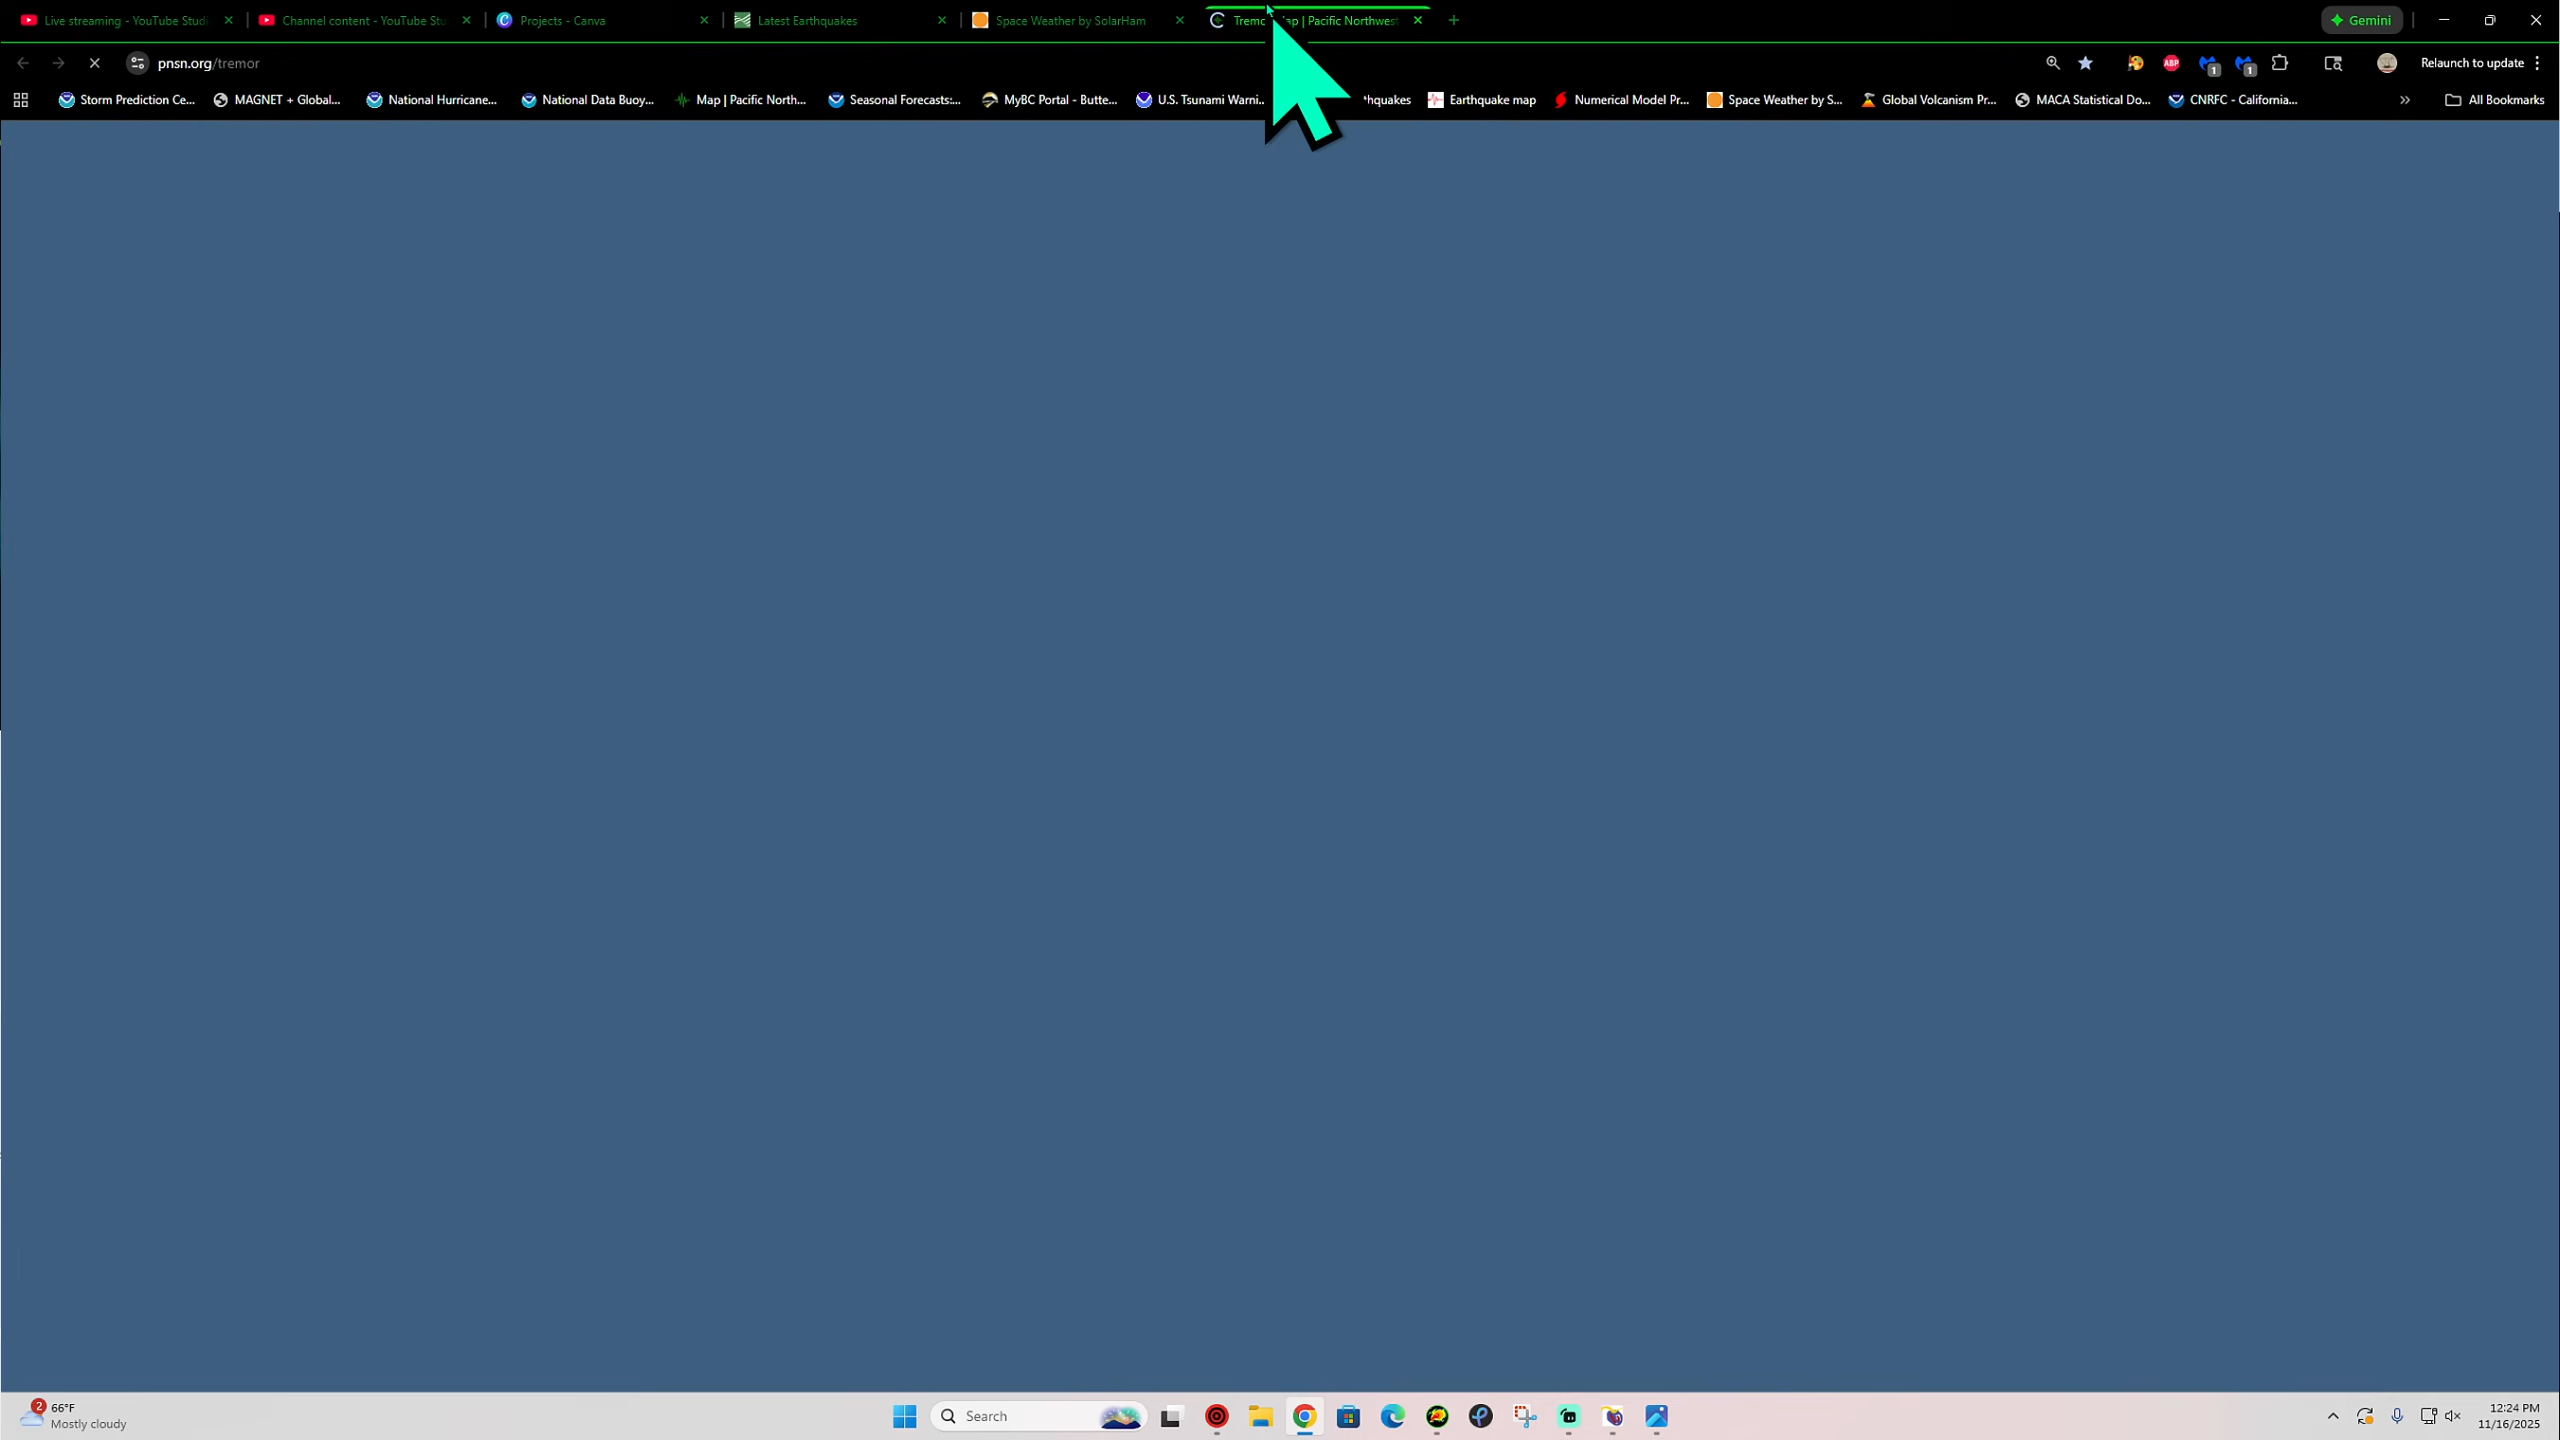 Live streaming - YouTube Studi
Channel content - YouTube Stu
Projects - Canva
Latest Earthquakes
Space Weather by SolarHam
Tremo ap | Pacific Northwest
Gemini
pnsn.org/tremor
ABP
1
1
Relaunch to update
Storm Prediction Ce...
MAGNET + Global...
National Hurricane...
National Data Buoy...
Map | Pacific North...
Seasonal Forecasts:...
MyBC Portal - Butte...
U.S. Tsunami Warni...
hquakes
Earthquake map
Numerical Model Pr...
Space Weather by S...
Global Volcanism Pr...
MACA Statistical Do...
CNRFC - California...
All Bookmarks
2
66°F
Mostly cloudy
Search
12:24 PM
11/16/2025